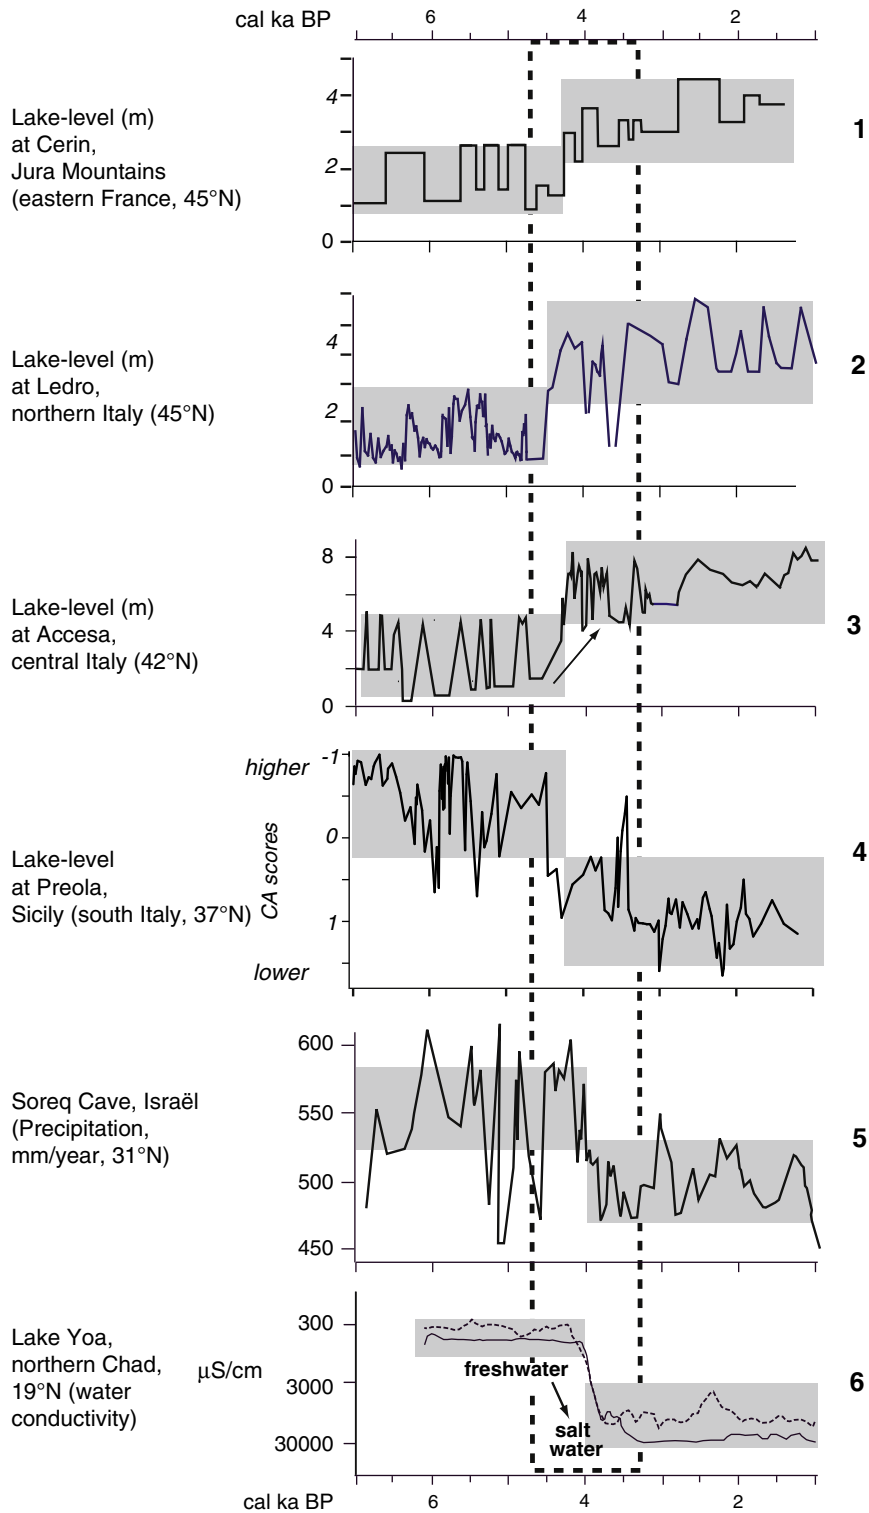 cal ka BP 6 4 2
4
2
0
Lake-level (m)
at Cerin,
Jura Mountains
(eastern France, 45°N)
1
4
2
0
Lake-level (m)
at Ledro,
northern Italy (45°N)
2
8
4
0
Lake-level (m)
at Accesa,
central Italy (42°N)
3
higher
-1
0
1
lower
CA scores
Lake-level
at Preola,
Sicily (south Italy, 37°N)
4
600
550
500
450
Soreq Cave, Israël
(Precipitation,
mm/year, 31°N)
5
300
3000
30000
Lake Yoa,
northern Chad,
19°N (water
conductivity)
µS/cm
freshwater
salt
water
6
cal ka BP 6 4 2